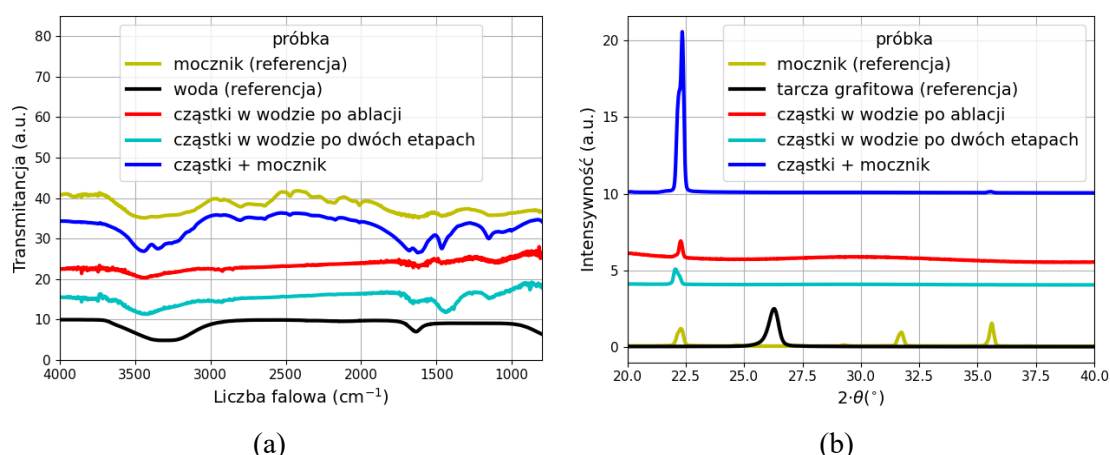 próbka
mocznik (referencja)
woda (referencja)
cząstki w wodzie po ablacji
cząstki w wodzie po dwóch etapach
cząstki + mocznik
Transmitancja (a.u.)
80
70
60
50
40
30
20
10
0
4000 3500 3000 2500 2000 1500 1000
Liczba falowa (cm⁻¹)
(a)
próbka
mocznik (referencja)
tarcza grafitowa (referencja)
cząstki w wodzie po ablacji
cząstki w wodzie po dwóch etapach
cząstki + mocznik
Intensywność (a.u.)
20
15
10
5
0
20.0 22.5 25.0 27.5 30.0 32.5 35.0 37.5 40.0
2·θ(°)
(b)